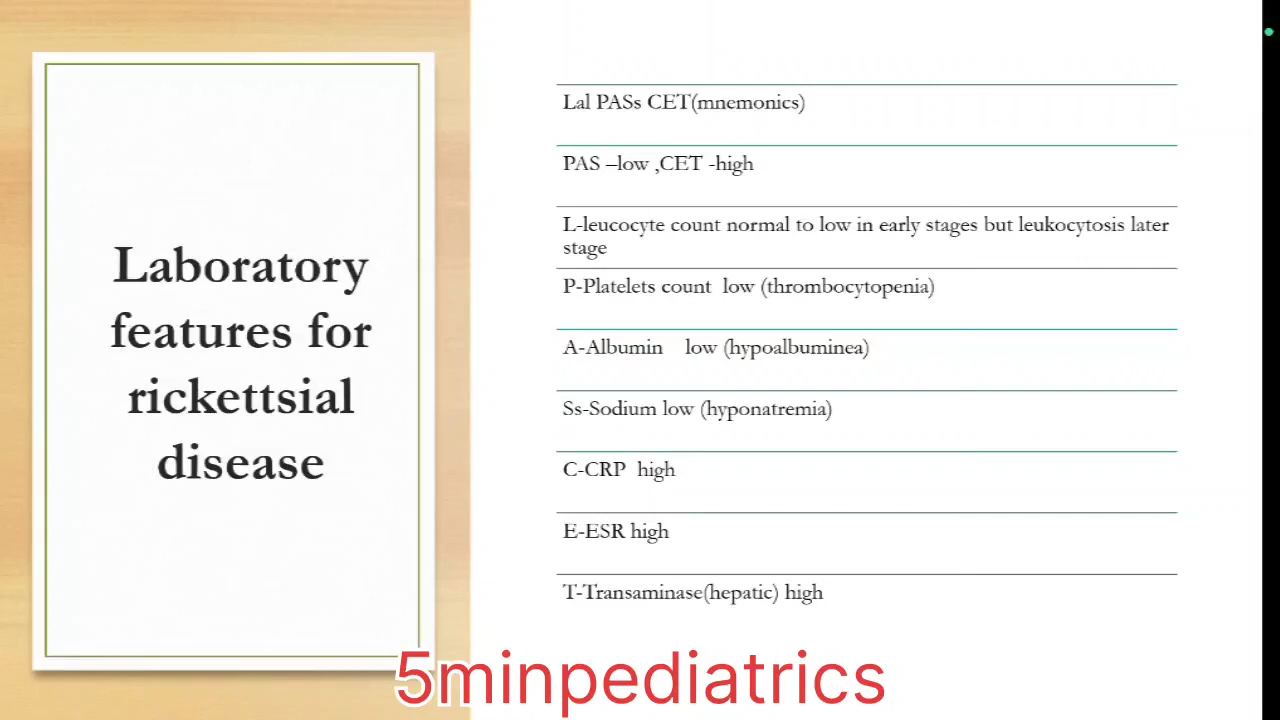 Laboratory
features for
rickettsial
disease
Lal PASs CET(mnemonics)
PAS –low ,CET -high
L-leucocyte count normal to low in early stages but leukocytosis later
stage
P-Platelets count low (thrombocytopenia)
A-Albumin low (hypoalbuminea)
Ss-Sodium low (hyponatremia)
C-CRP high
E-ESR high
T-Transaminase(hepatic) high
5minpediatrics